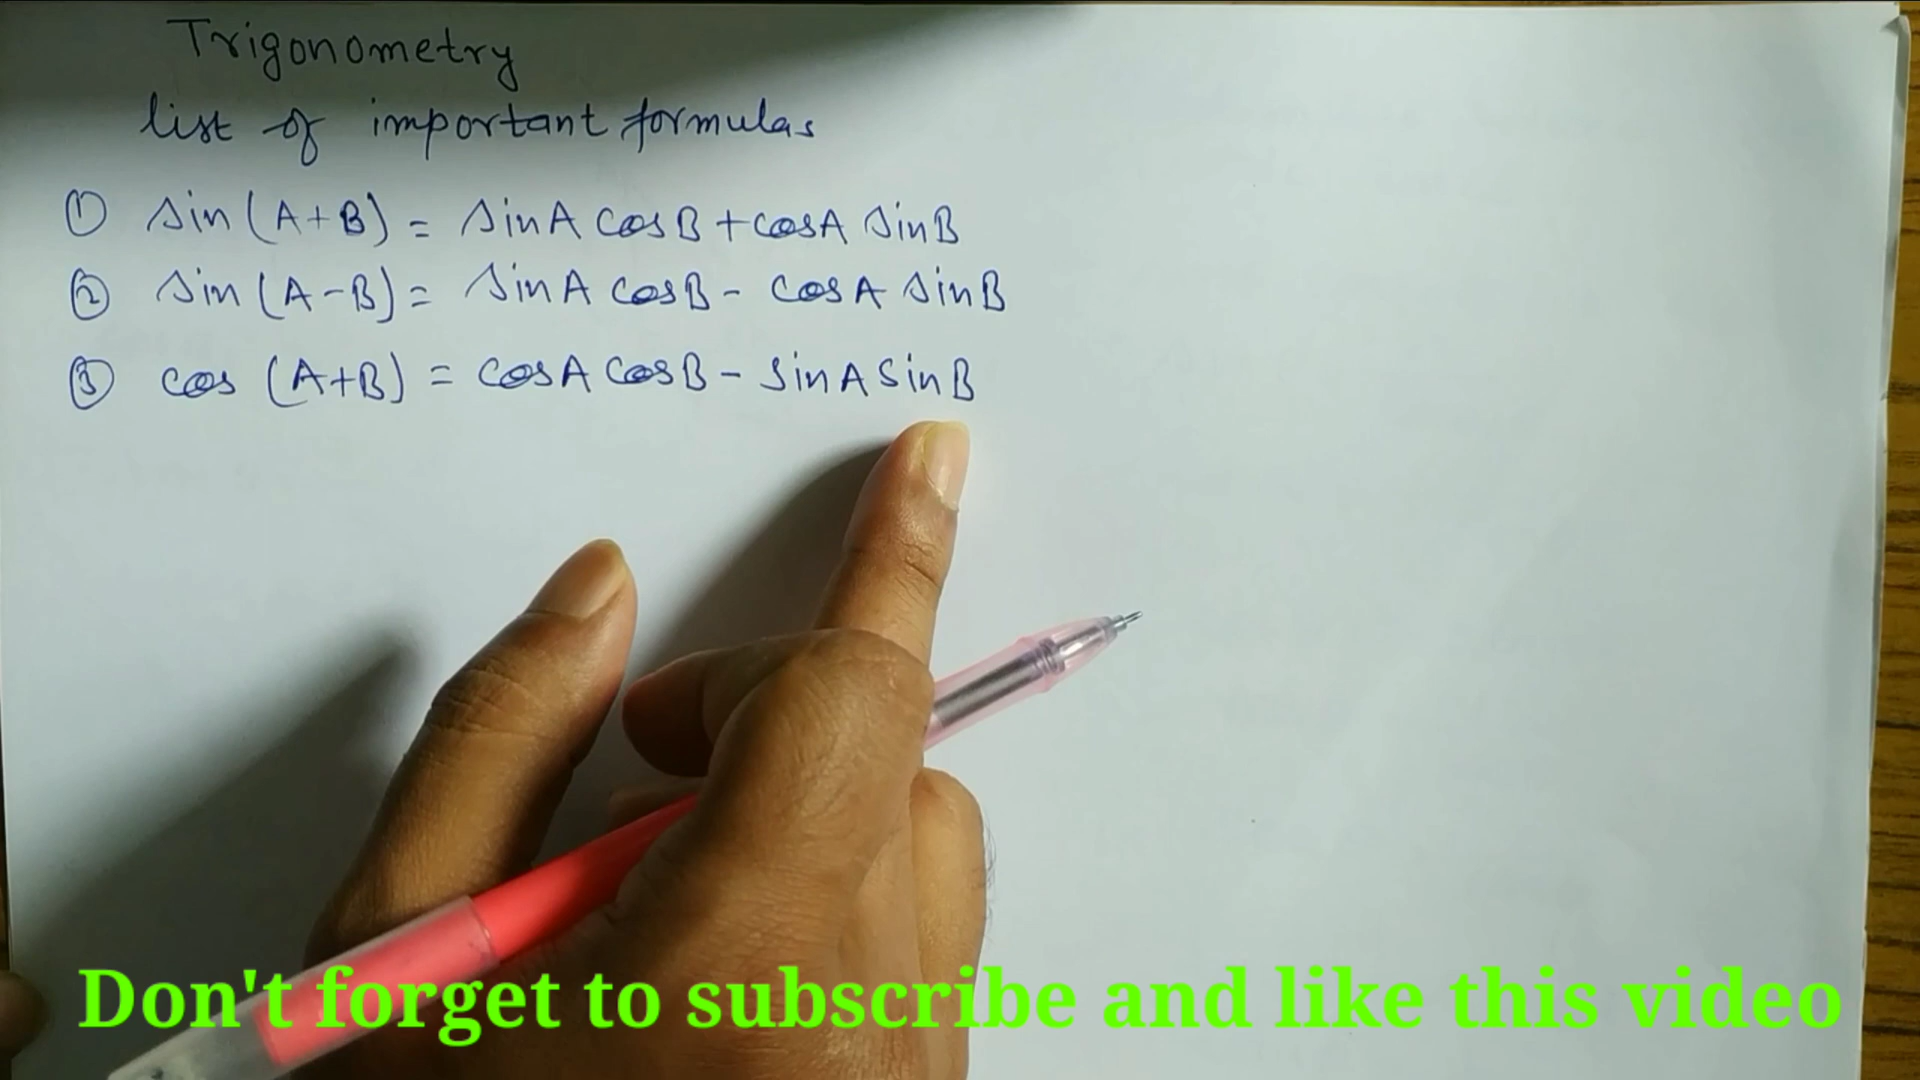 Trigonometry
list of important formulas
① sin(A+B) = sinA cosB + cosA sinB
② sin(A-B) = sinA cosB - cosA sinB
③ cos (A+B) = cosA cosB - sinA sinB
Don't forget to subscribe and like this video